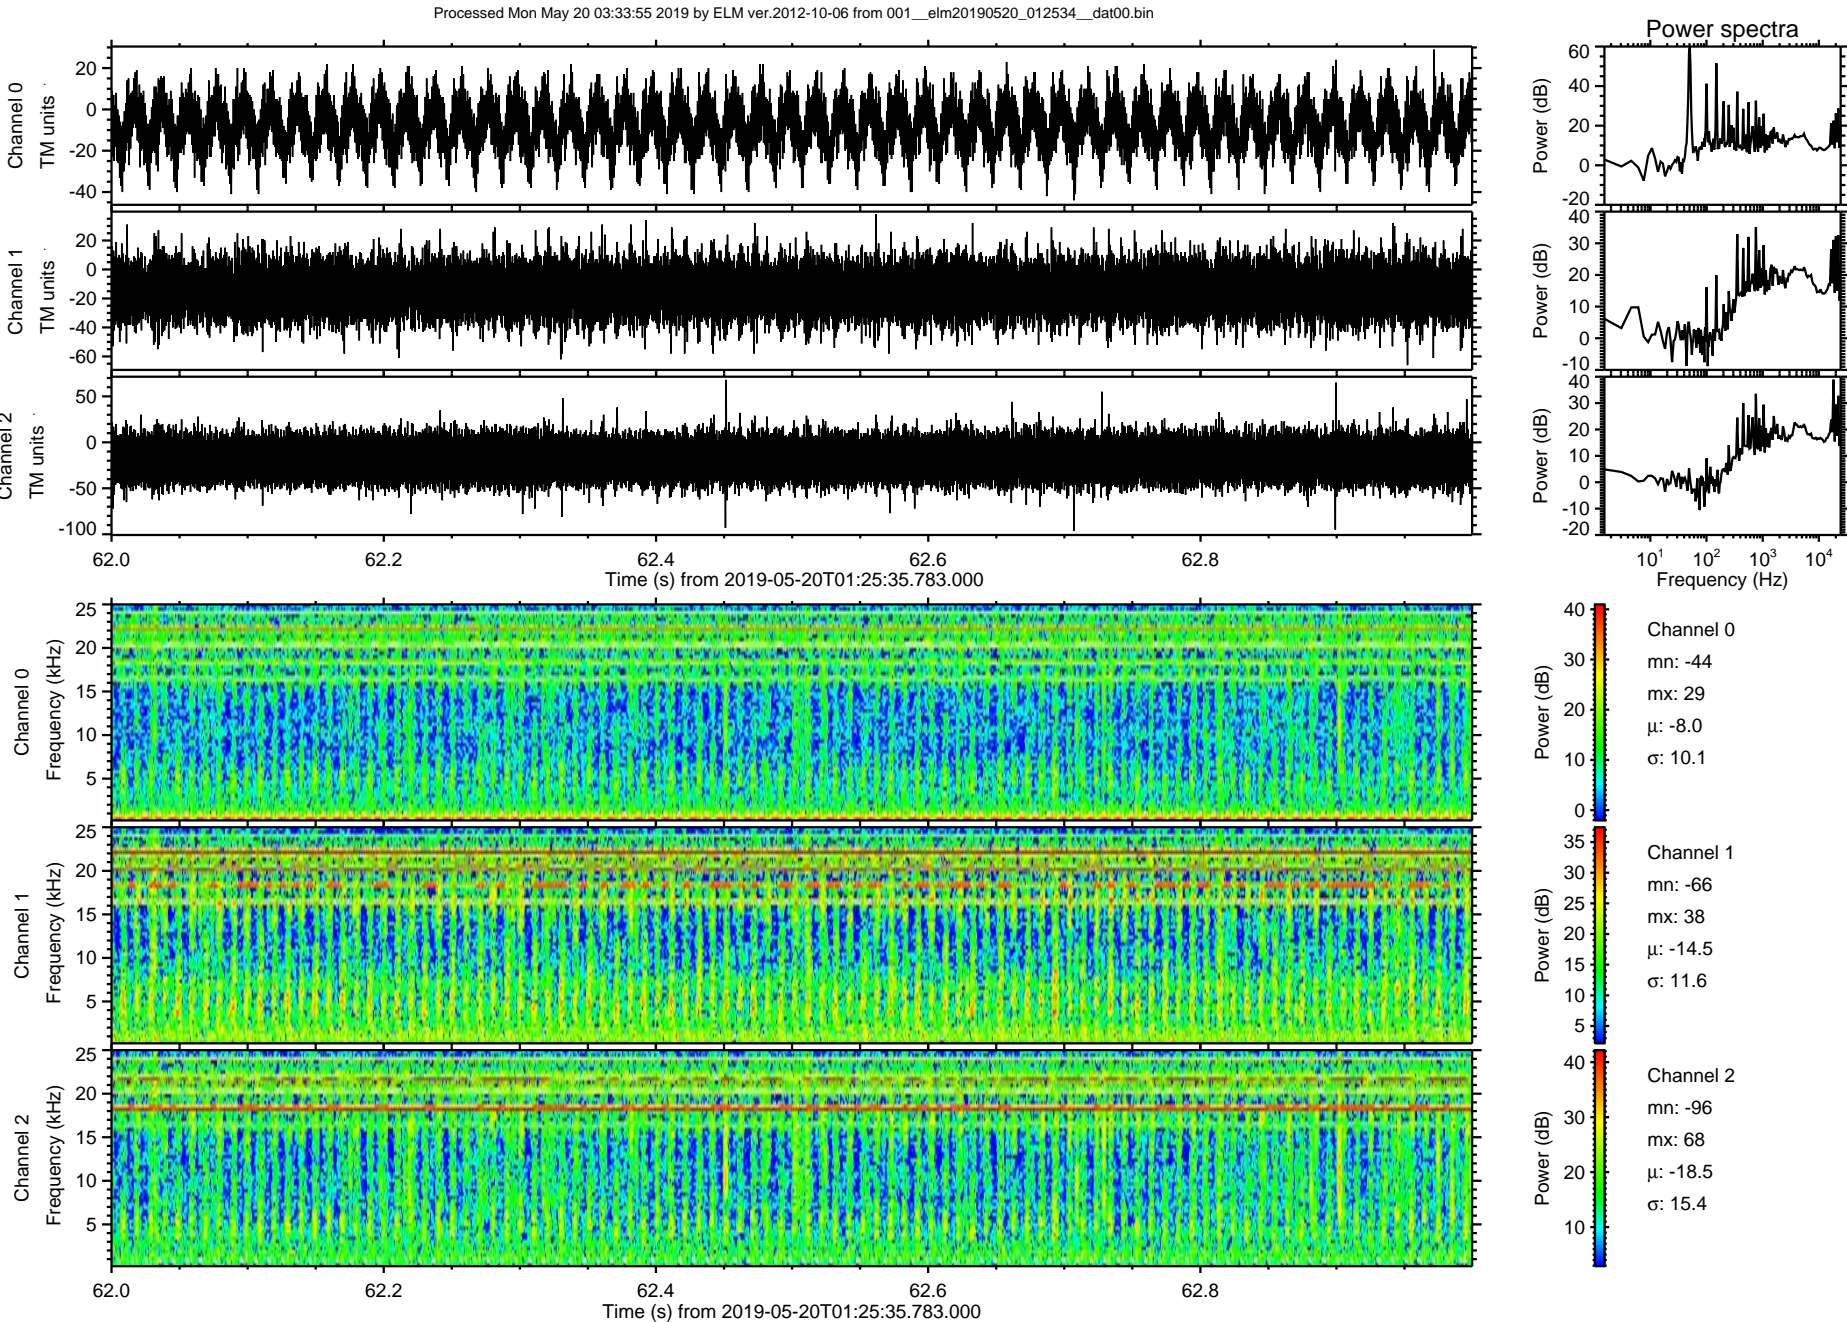 Processed Mon May 20 03:33:55 2019 by ELM ver.2012-10-06 from 001__elm20190520_012534__dat00.bin
Power spectra
Channel 0
TM units
20
0
-20
-40
Power (dB)
60
40
20
0
-20
Channel 1
TM units
20
0
-20
-40
-60
Power (dB)
40
30
20
10
0
-10
Channel 2
TM units
50
0
-50
-100
Power (dB)
40
30
20
10
0
-10
-20
62.0 62.2 62.4 62.6 62.8
Time (s) from 2019-05-20T01:25:35.783.000
10¹ 10² 10³ 10⁴
Frequency (Hz)
Channel 0
Frequency (kHz)
25
20
15
10
5
Power (dB)
40
30
20
10
0
Channel 0
mn: -44
mx: 29
μ: -8.0
σ: 10.1
Channel 1
Frequency (kHz)
25
20
15
10
5
Power (dB)
35
30
25
20
15
10
5
Channel 1
mn: -66
mx: 38
μ: -14.5
σ: 11.6
Channel 2
Frequency (kHz)
25
20
15
10
5
Power (dB)
40
30
20
10
Channel 2
mn: -96
mx: 68
μ: -18.5
σ: 15.4
62.0 62.2 62.4 62.6 62.8
Time (s) from 2019-05-20T01:25:35.783.000